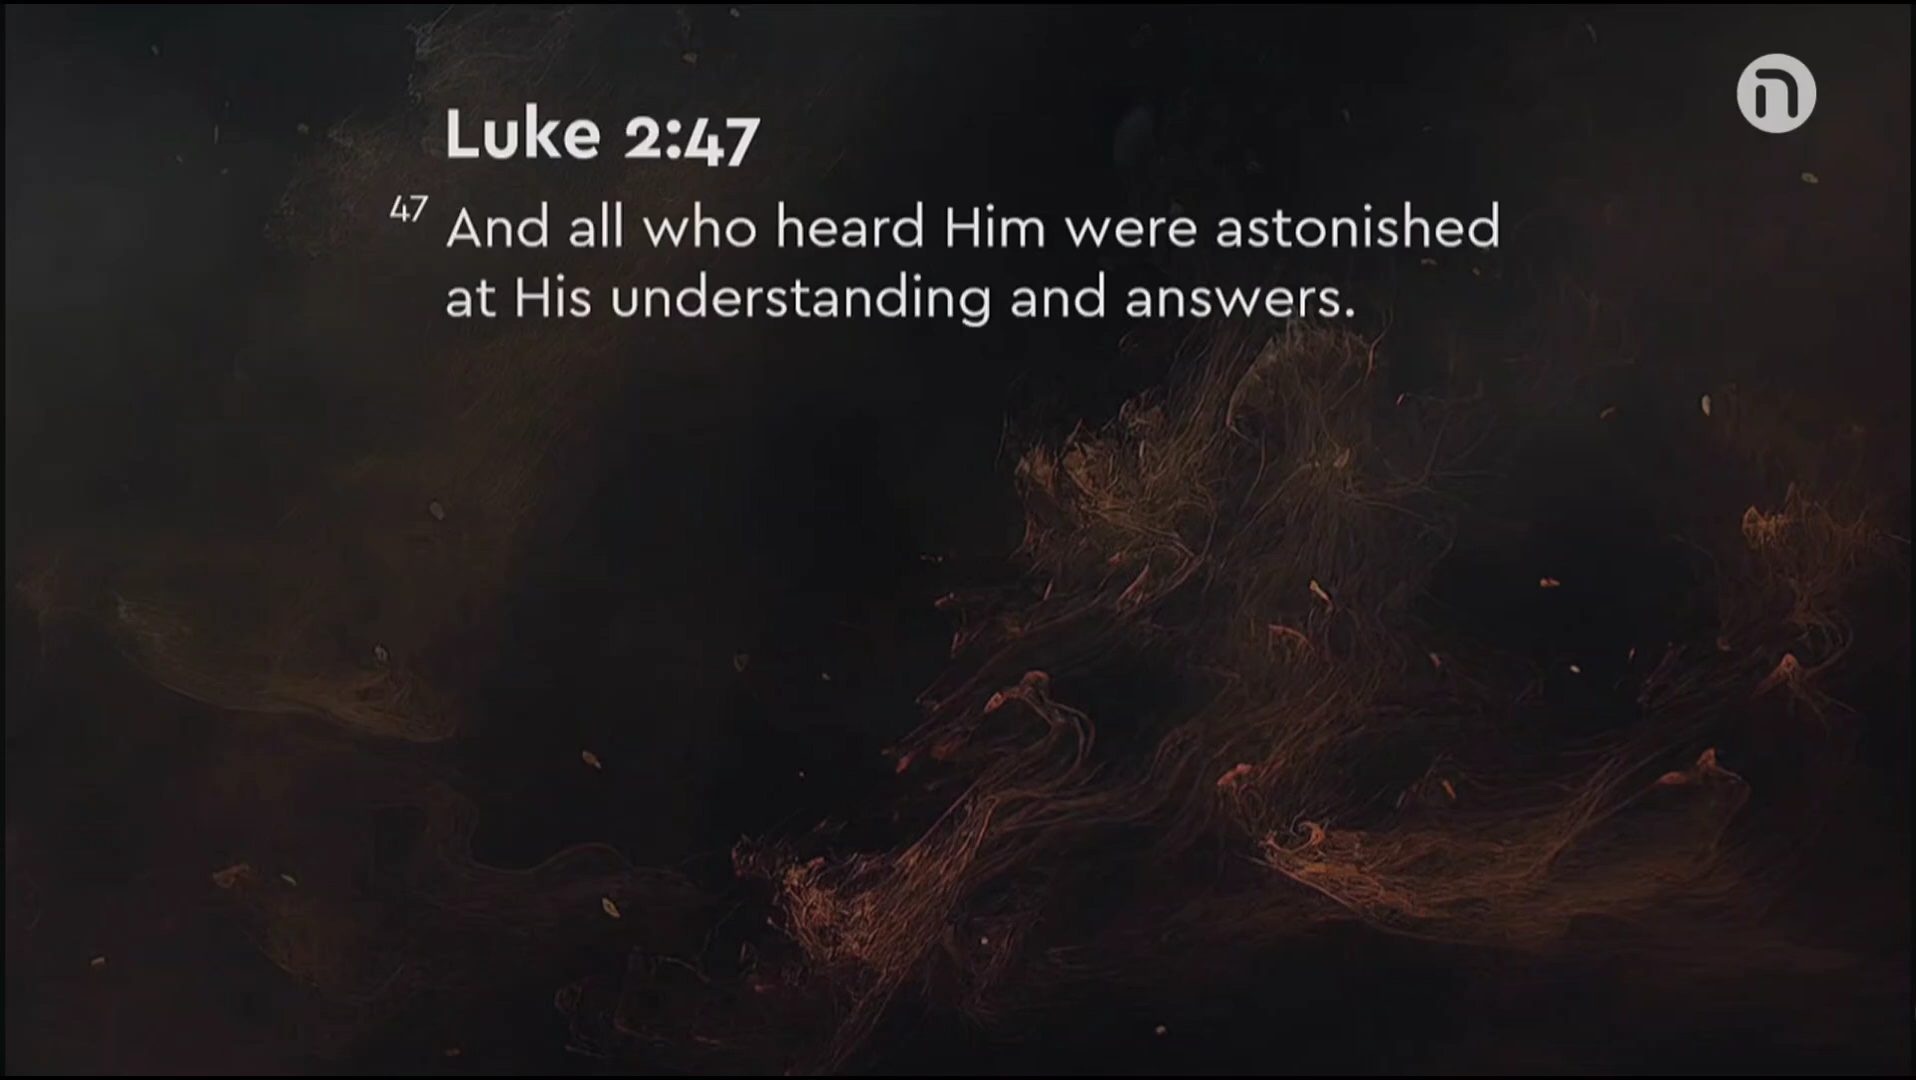 Luke 2:47
47 And all who heard Him were astonished
at His understanding and answers.